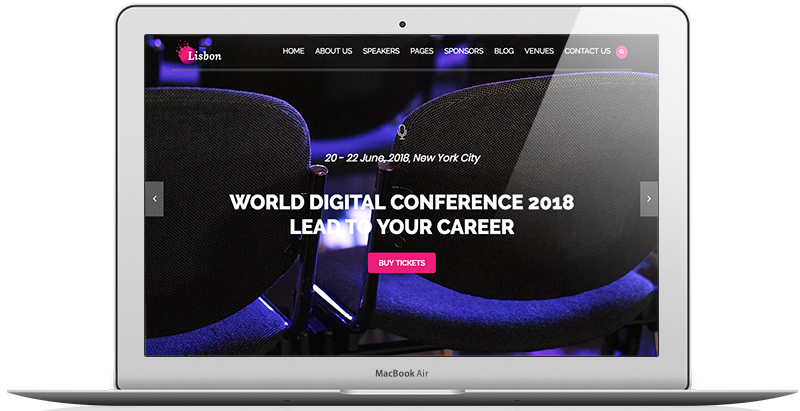 Lisbon
HOME ABOUT US SPEAKERS PAGES SPONSORS BLOG VENUES CONTACT US
20 - 22 June, 2018, New York City
WORLD DIGITAL CONFERENCE 2018
LEAD TO YOUR CAREER
BUY TICKETS
MacBook Air